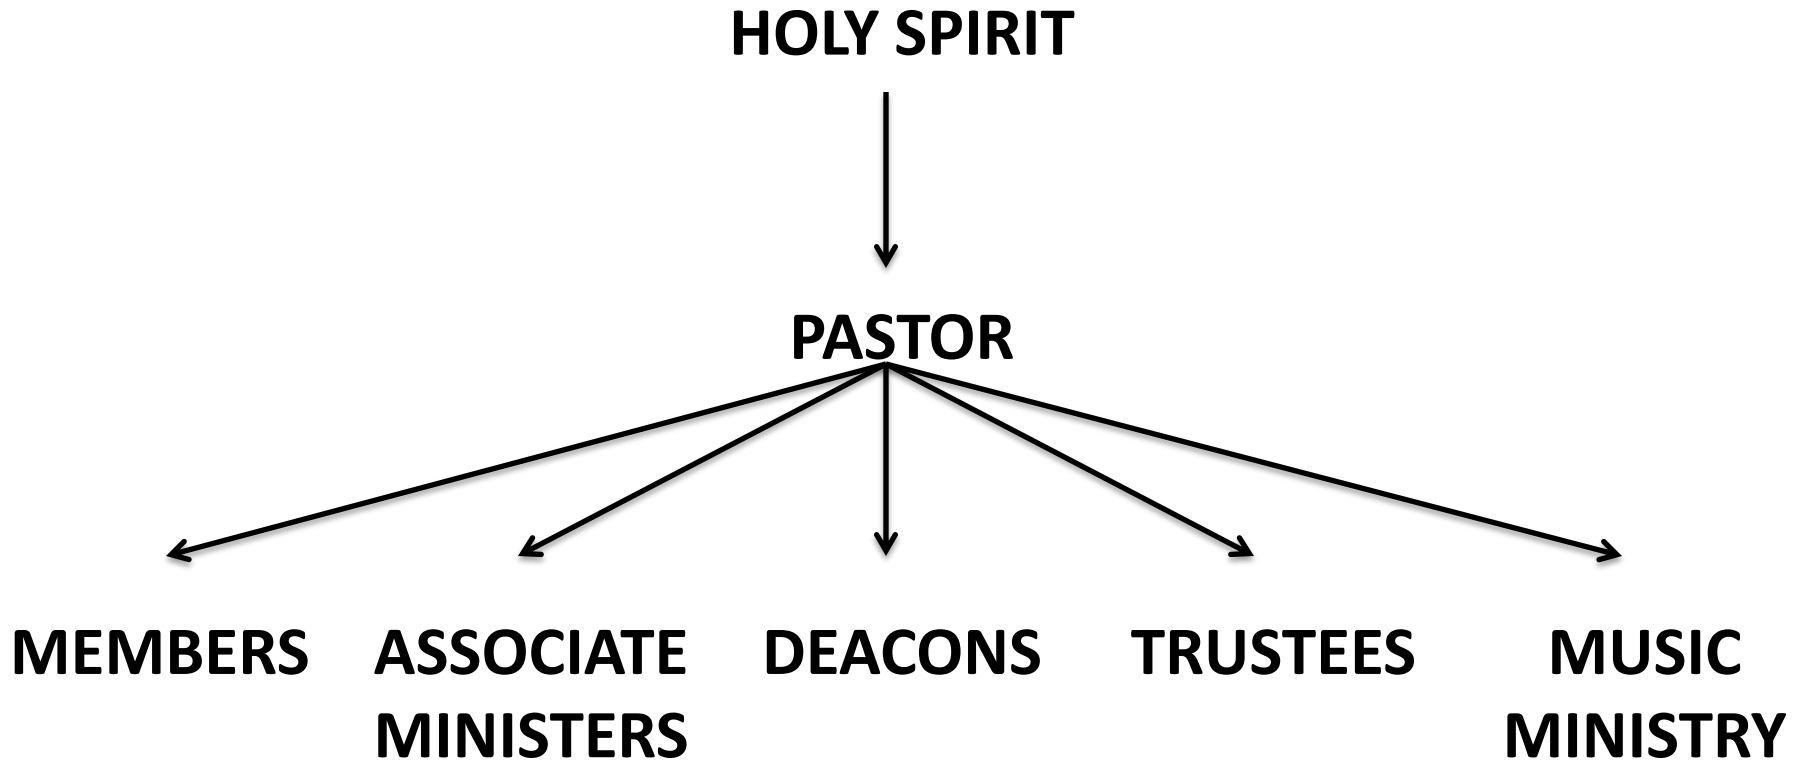 HOLY SPIRIT
PASTOR
MEMBERS
ASSOCIATE
MINISTERS
DEACONS
TRUSTEES
MUSIC
MINISTRY